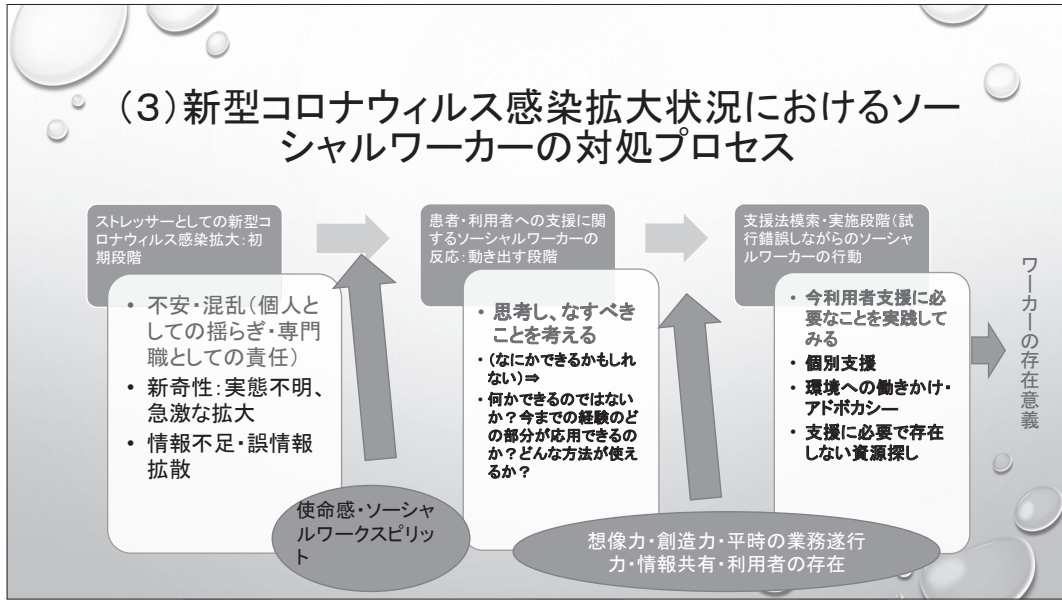 （３）新型コロナウィルス感染拡大状況におけるソー
シャルワーカーの対処プロセス
ストレッサーとしての新型コ
ロナウィルス感染拡大：初
期段階
• 不安・混乱（個人と
しての揺らぎ・専門
職としての責任）
• 新奇性：実態不明、
急激な拡大
• 情報不足・誤情報
拡散
使命感・ソーシャ
ルワークスピリッ
ト
患者・利用者への支援に関
するソーシャルワーカーの
反応：動き出す段階
• 思考し、なすべき
ことを考える
• （なにかできるかもしれ
ない）⇒
• 何かできるのではない
か？今までの経験のど
の部分が応用できるの
か？どんな方法が使え
るか？
想像力・創造力・平時の業務遂行
力・情報共有・利用者の存在
支援法模索・実施段階（試
行錯誤しながらのソーシャ
ルワーカーの行動
• 今利用者支援に必
要なことを実践して
みる
• 個別支援
• 環境への働きかけ・
アドボカシー
• 支援に必要で存在
しない資源探し
ワーカーの存在意義